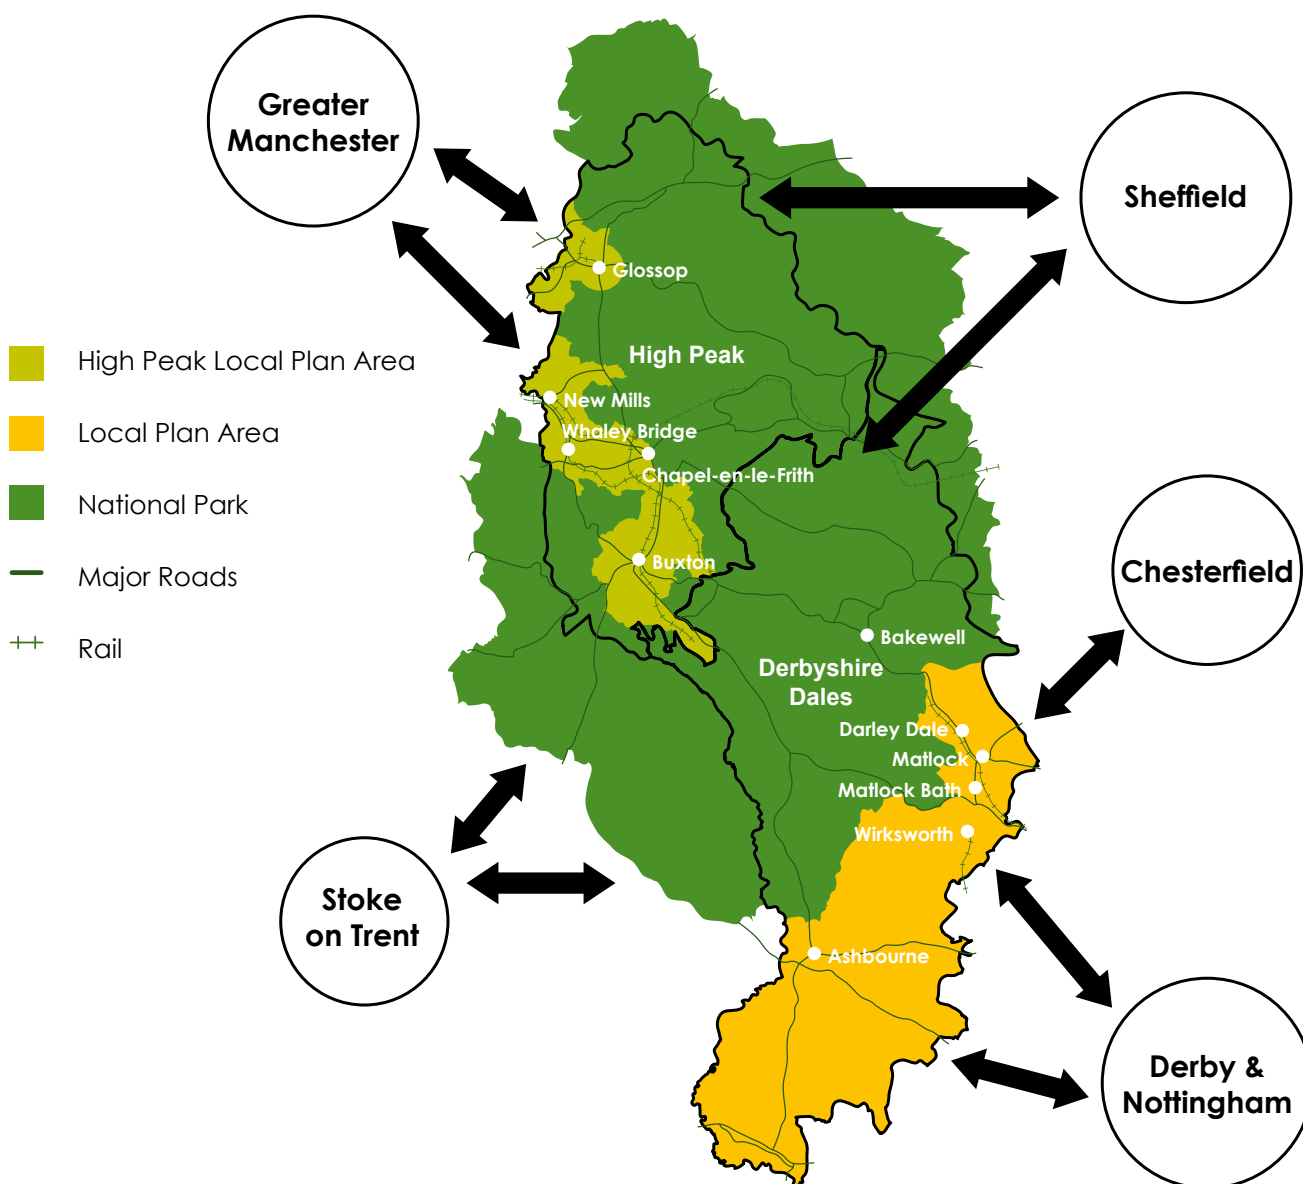 Greater
Manchester
Sheffield
Glossop
High Peak
High Peak Local Plan Area
New Mills
Local Plan Area
Whaley Bridge
Chapel-en-le-Frith
National Park
Buxton
Chesterfield
Major Roads
Bakewell
Rail
Derbyshire
Dales
Darley Dale
Matlock
Matlock Bath
Wirksworth
Stoke
on Trent
Ashbourne
Derby &
Nottingham